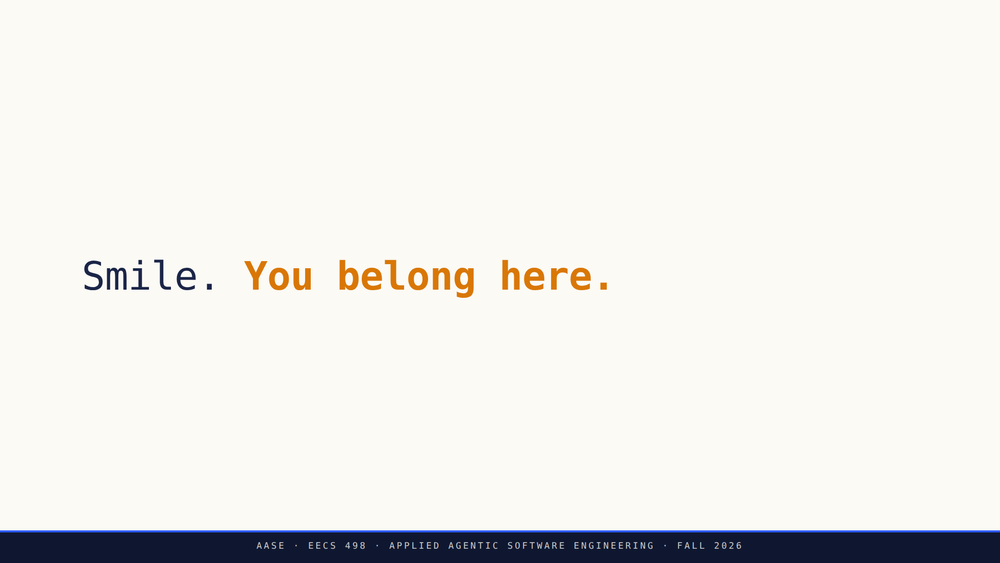 Smile. You belong here.
AASE · EECS 498 · APPLIED AGENTIC SOFTWARE ENGINEERING · FALL 2026